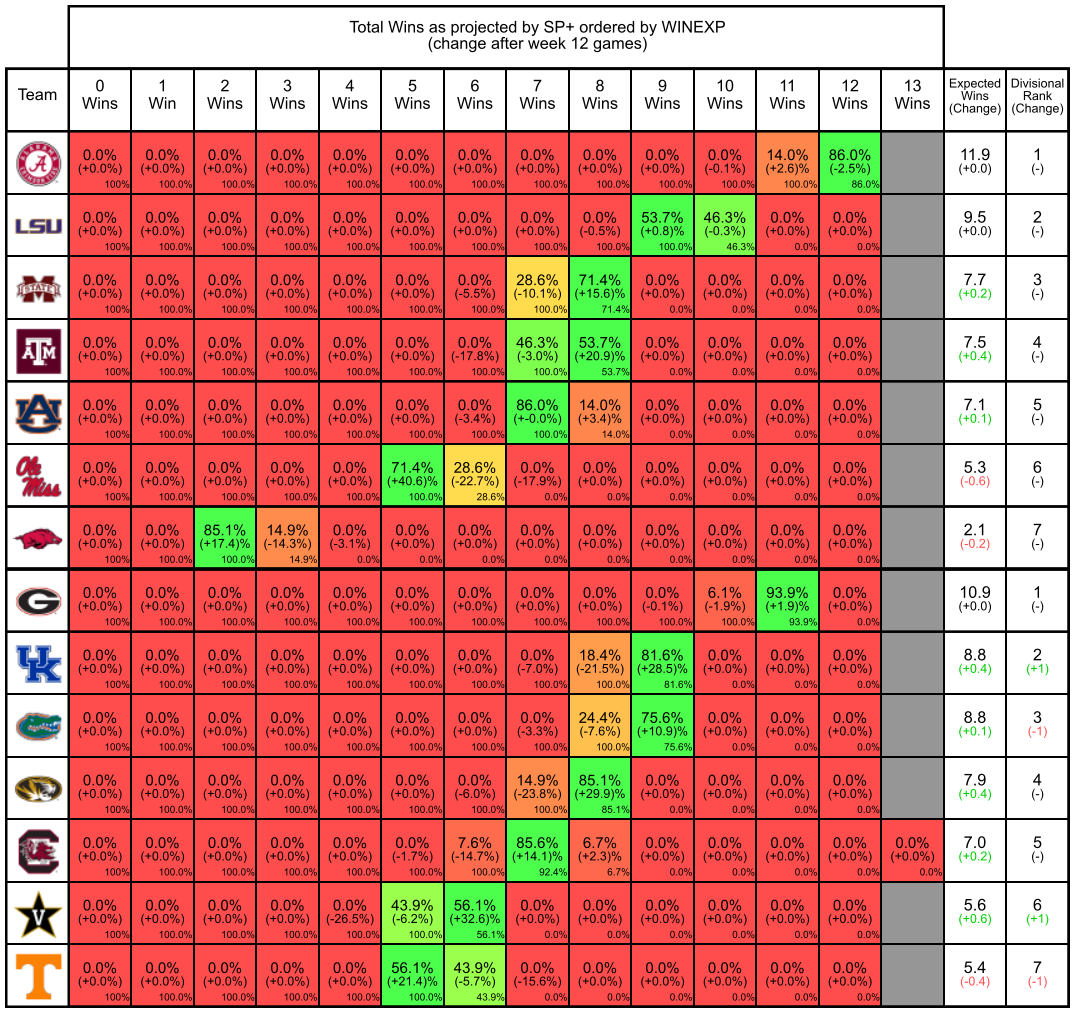 Total Wins as projected by SP+ ordered by WINEXP
(change after week 12 games)
Team 0 Wins 1 Win 2 Wins 3 Wins 4 Wins 5 Wins 6 Wins 7 Wins 8 Wins 9 Wins 10 Wins 11 Wins 12 Wins 13 Wins Expected Wins (Change) Divisional Rank (Change)
A 0.0% 0.0% 0.0% 0.0% 0.0% 0.0% 0.0% 0.0% 0.0% 0.0% 0.0% 14.0% 86.0% 11.9 1
(+0.0%) (+0.0%) (+0.0%) (+0.0%) (+0.0%) (+0.0%) (+0.0%) (+0.0%) (+0.0%) (+0.0%) (-0.1%) (+2.6)% (-2.5%) (+0.0) (-)
100% 100.0% 100.0% 100.0% 100.0% 100.0% 100.0% 100.0% 100.0% 100.0% 100.0% 100.0% 86.0%
LSU 0.0% 0.0% 0.0% 0.0% 0.0% 0.0% 0.0% 0.0% 0.0% 53.7% 46.3% 0.0% 0.0% 9.5 2
(+0.0%) (+0.0%) (+0.0%) (+0.0%) (+0.0%) (+0.0%) (+0.0%) (+0.0%) (-0.5%) (+0.8)% (-0.3%) (+0.0%) (+0.0%) (+0.0) (-)
100% 100.0% 100.0% 100.0% 100.0% 100.0% 100.0% 100.0% 100.0% 100.0% 46.3% 0.0% 0.0%
STATE 0.0% 0.0% 0.0% 0.0% 0.0% 0.0% 0.0% 28.6% 71.4% 0.0% 0.0% 0.0% 0.0% 7.7 3
(+0.0%) (+0.0%) (+0.0%) (+0.0%) (+0.0%) (+0.0%) (-5.5%) (-10.1%) (+15.6)% (+0.0%) (+0.0%) (+0.0%) (+0.0%) (+0.2) (-)
100% 100.0% 100.0% 100.0% 100.0% 100.0% 100.0% 100.0% 71.4% 0.0% 0.0% 0.0% 0.0%
ATM 0.0% 0.0% 0.0% 0.0% 0.0% 0.0% 0.0% 46.3% 53.7% 0.0% 0.0% 0.0% 0.0% 7.5 4
(+0.0%) (+0.0%) (+0.0%) (+0.0%) (+0.0%) (+0.0%) (-17.8%) (-3.0%) (+20.9)% (+0.0%) (+0.0%) (+0.0%) (+0.0%) (+0.4) (-)
100% 100.0% 100.0% 100.0% 100.0% 100.0% 100.0% 100.0% 53.7% 0.0% 0.0% 0.0% 0.0%
AU 0.0% 0.0% 0.0% 0.0% 0.0% 0.0% 0.0% 86.0% 14.0% 0.0% 0.0% 0.0% 0.0% 7.1 5
(+0.0%) (+0.0%) (+0.0%) (+0.0%) (+0.0%) (+0.0%) (-3.4%) (+-0.0%) (+3.4)% (+0.0%) (+0.0%) (+0.0%) (+0.0%) (+0.1) (-)
100% 100.0% 100.0% 100.0% 100.0% 100.0% 100.0% 100.0% 14.0% 0.0% 0.0% 0.0% 0.0%
Ole Miss 0.0% 0.0% 0.0% 0.0% 0.0% 71.4% 28.6% 0.0% 0.0% 0.0% 0.0% 0.0% 0.0% 5.3 6
(+0.0%) (+0.0%) (+0.0%) (+0.0%) (+0.0%) (+40.6)% (-22.7%) (-17.9%) (+0.0%) (+0.0%) (+0.0%) (+0.0%) (+0.0%) (-0.6) (-)
100% 100.0% 100.0% 100.0% 100.0% 100.0% 28.6% 0.0% 0.0% 0.0% 0.0% 0.0% 0.0%
0.0% 0.0% 85.1% 14.9% 0.0% 0.0% 0.0% 0.0% 0.0% 0.0% 0.0% 0.0% 0.0% 2.1 7
(+0.0%) (+0.0%) (+17.4)% (-14.3%) (-3.1%) (+0.0%) (+0.0%) (+0.0%) (+0.0%) (+0.0%) (+0.0%) (+0.0%) (+0.0%) (-0.2) (-)
100% 100.0% 100.0% 14.9% 0.0% 0.0% 0.0% 0.0% 0.0% 0.0% 0.0% 0.0% 0.0%
G 0.0% 0.0% 0.0% 0.0% 0.0% 0.0% 0.0% 0.0% 0.0% 0.0% 6.1% 93.9% 0.0% 10.9 1
(+0.0%) (+0.0%) (+0.0%) (+0.0%) (+0.0%) (+0.0%) (+0.0%) (+0.0%) (+0.0%) (-0.1%) (-1.9%) (+1.9)% (+0.0%) (+0.0) (-)
100% 100.0% 100.0% 100.0% 100.0% 100.0% 100.0% 100.0% 100.0% 100.0% 100.0% 93.9% 0.0%
UK 0.0% 0.0% 0.0% 0.0% 0.0% 0.0% 0.0% 0.0% 18.4% 81.6% 0.0% 0.0% 0.0% 8.8 2
(+0.0%) (+0.0%) (+0.0%) (+0.0%) (+0.0%) (+0.0%) (+0.0%) (-7.0%) (-21.5%) (+28.5)% (+0.0%) (+0.0%) (+0.0%) (+0.4) (+1)
100% 100.0% 100.0% 100.0% 100.0% 100.0% 100.0% 100.0% 100.0% 81.6% 0.0% 0.0% 0.0%
0.0% 0.0% 0.0% 0.0% 0.0% 0.0% 0.0% 0.0% 24.4% 75.6% 0.0% 0.0% 0.0% 8.8 3
(+0.0%) (+0.0%) (+0.0%) (+0.0%) (+0.0%) (+0.0%) (+0.0%) (-3.3%) (-7.6%) (+10.9)% (+0.0%) (+0.0%) (+0.0%) (+0.1) (-1)
100% 100.0% 100.0% 100.0% 100.0% 100.0% 100.0% 100.0% 100.0% 75.6% 0.0% 0.0% 0.0%
0.0% 0.0% 0.0% 0.0% 0.0% 0.0% 0.0% 14.9% 85.1% 0.0% 0.0% 0.0% 0.0% 7.9 4
(+0.0%) (+0.0%) (+0.0%) (+0.0%) (+0.0%) (+0.0%) (-6.0%) (-23.8%) (+29.9)% (+0.0%) (+0.0%) (+0.0%) (+0.0%) (+0.4) (-)
100% 100.0% 100.0% 100.0% 100.0% 100.0% 100.0% 100.0% 85.1% 0.0% 0.0% 0.0% 0.0%
C 0.0% 0.0% 0.0% 0.0% 0.0% 0.0% 7.6% 85.6% 6.7% 0.0% 0.0% 0.0% 0.0% 0.0% 7.0 5
(+0.0%) (+0.0%) (+0.0%) (+0.0%) (+0.0%) (-1.7%) (-14.7%) (+14.1)% (+2.3)% (+0.0%) (+0.0%) (+0.0%) (+0.0%) (+0.0%) (+0.2) (-)
100% 100.0% 100.0% 100.0% 100.0% 100.0% 100.0% 92.4% 6.7% 0.0% 0.0% 0.0% 0.0% 0.0%
V 0.0% 0.0% 0.0% 0.0% 0.0% 43.9% 56.1% 0.0% 0.0% 0.0% 0.0% 0.0% 0.0% 5.6 6
(+0.0%) (+0.0%) (+0.0%) (+0.0%) (-26.5%) (-6.2%) (+32.6)% (+0.0%) (+0.0%) (+0.0%) (+0.0%) (+0.0%) (+0.0%) (+0.6) (+1)
100% 100.0% 100.0% 100.0% 100.0% 100.0% 56.1% 0.0% 0.0% 0.0% 0.0% 0.0% 0.0%
T 0.0% 0.0% 0.0% 0.0% 0.0% 56.1% 43.9% 0.0% 0.0% 0.0% 0.0% 0.0% 0.0% 5.4 7
(+0.0%) (+0.0%) (+0.0%) (+0.0%) (+0.0%) (+21.4)% (-5.7%) (-15.6%) (+0.0%) (+0.0%) (+0.0%) (+0.0%) (+0.0%) (-0.4) (-1)
100% 100.0% 100.0% 100.0% 100.0% 100.0% 43.9% 0.0% 0.0% 0.0% 0.0% 0.0% 0.0%